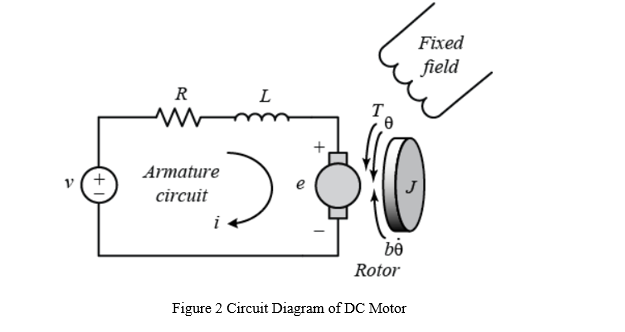 Fixed
field
R
L
T
θ
+
v
+
−
Armature
circuit
e
J
i
−
bθ̇
Rotor
Figure 2 Circuit Diagram of DC Motor